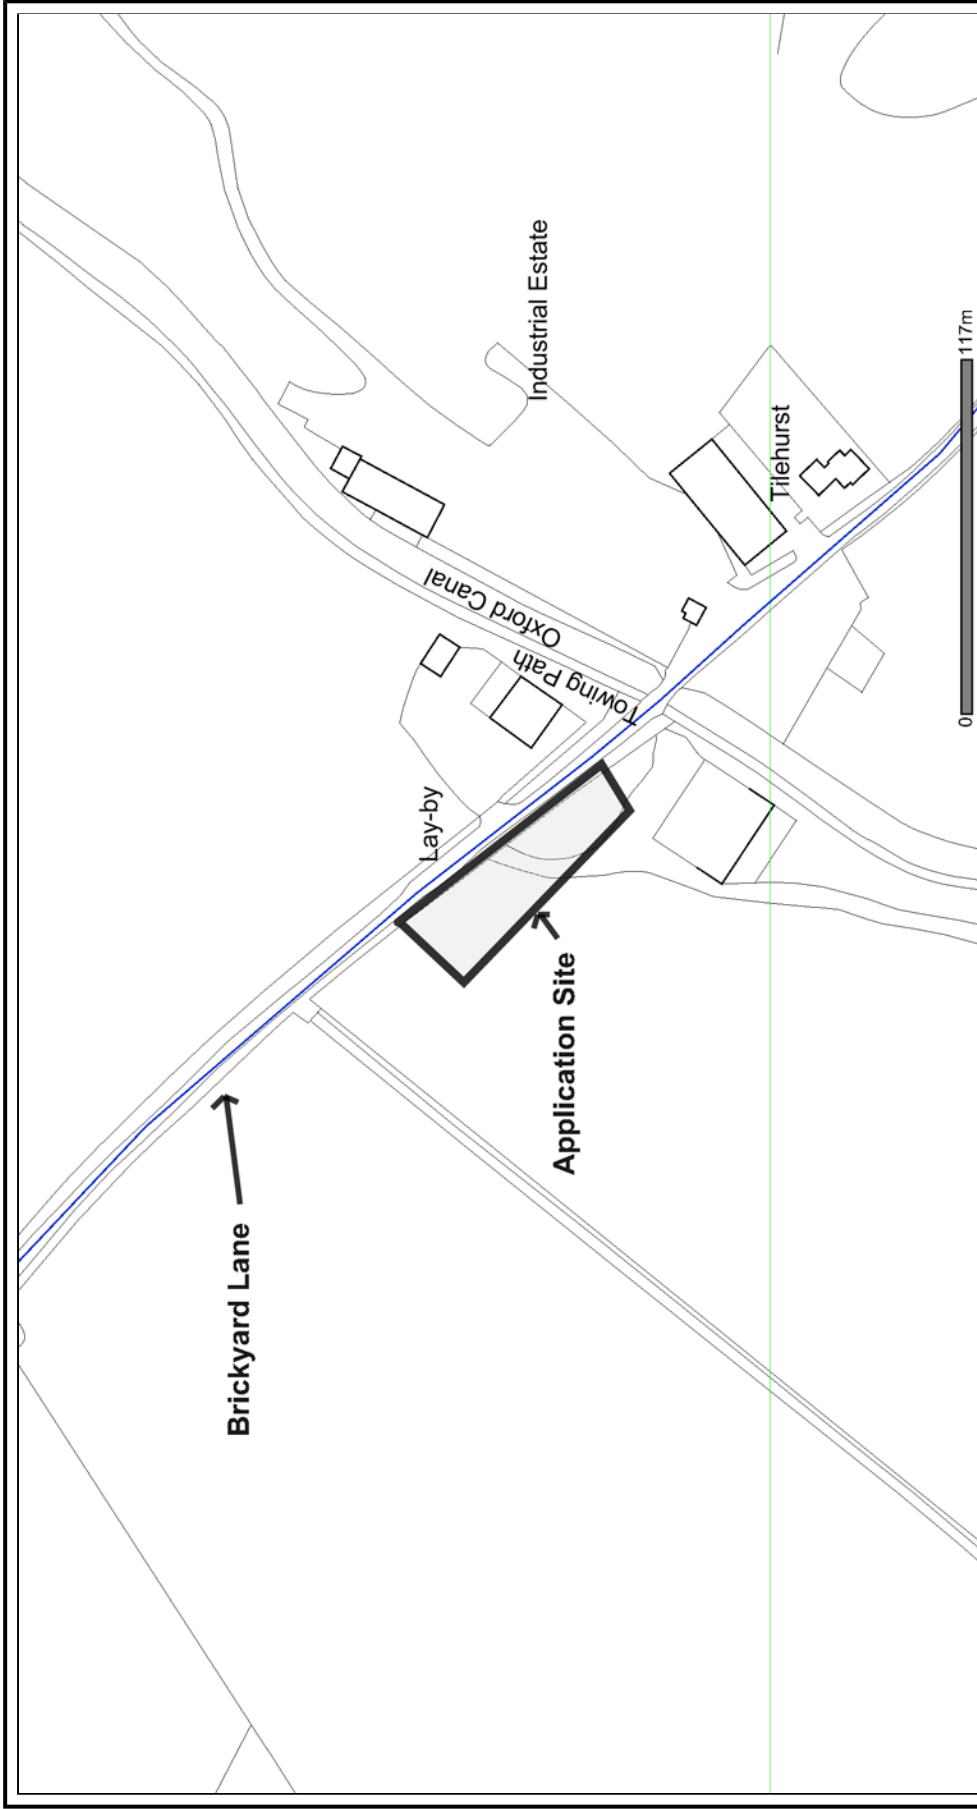 Brickyard Lane
Application Site
Lay-by
Towing Path
Oxford Canal
Industrial Estate
Tilehurst
0
117m